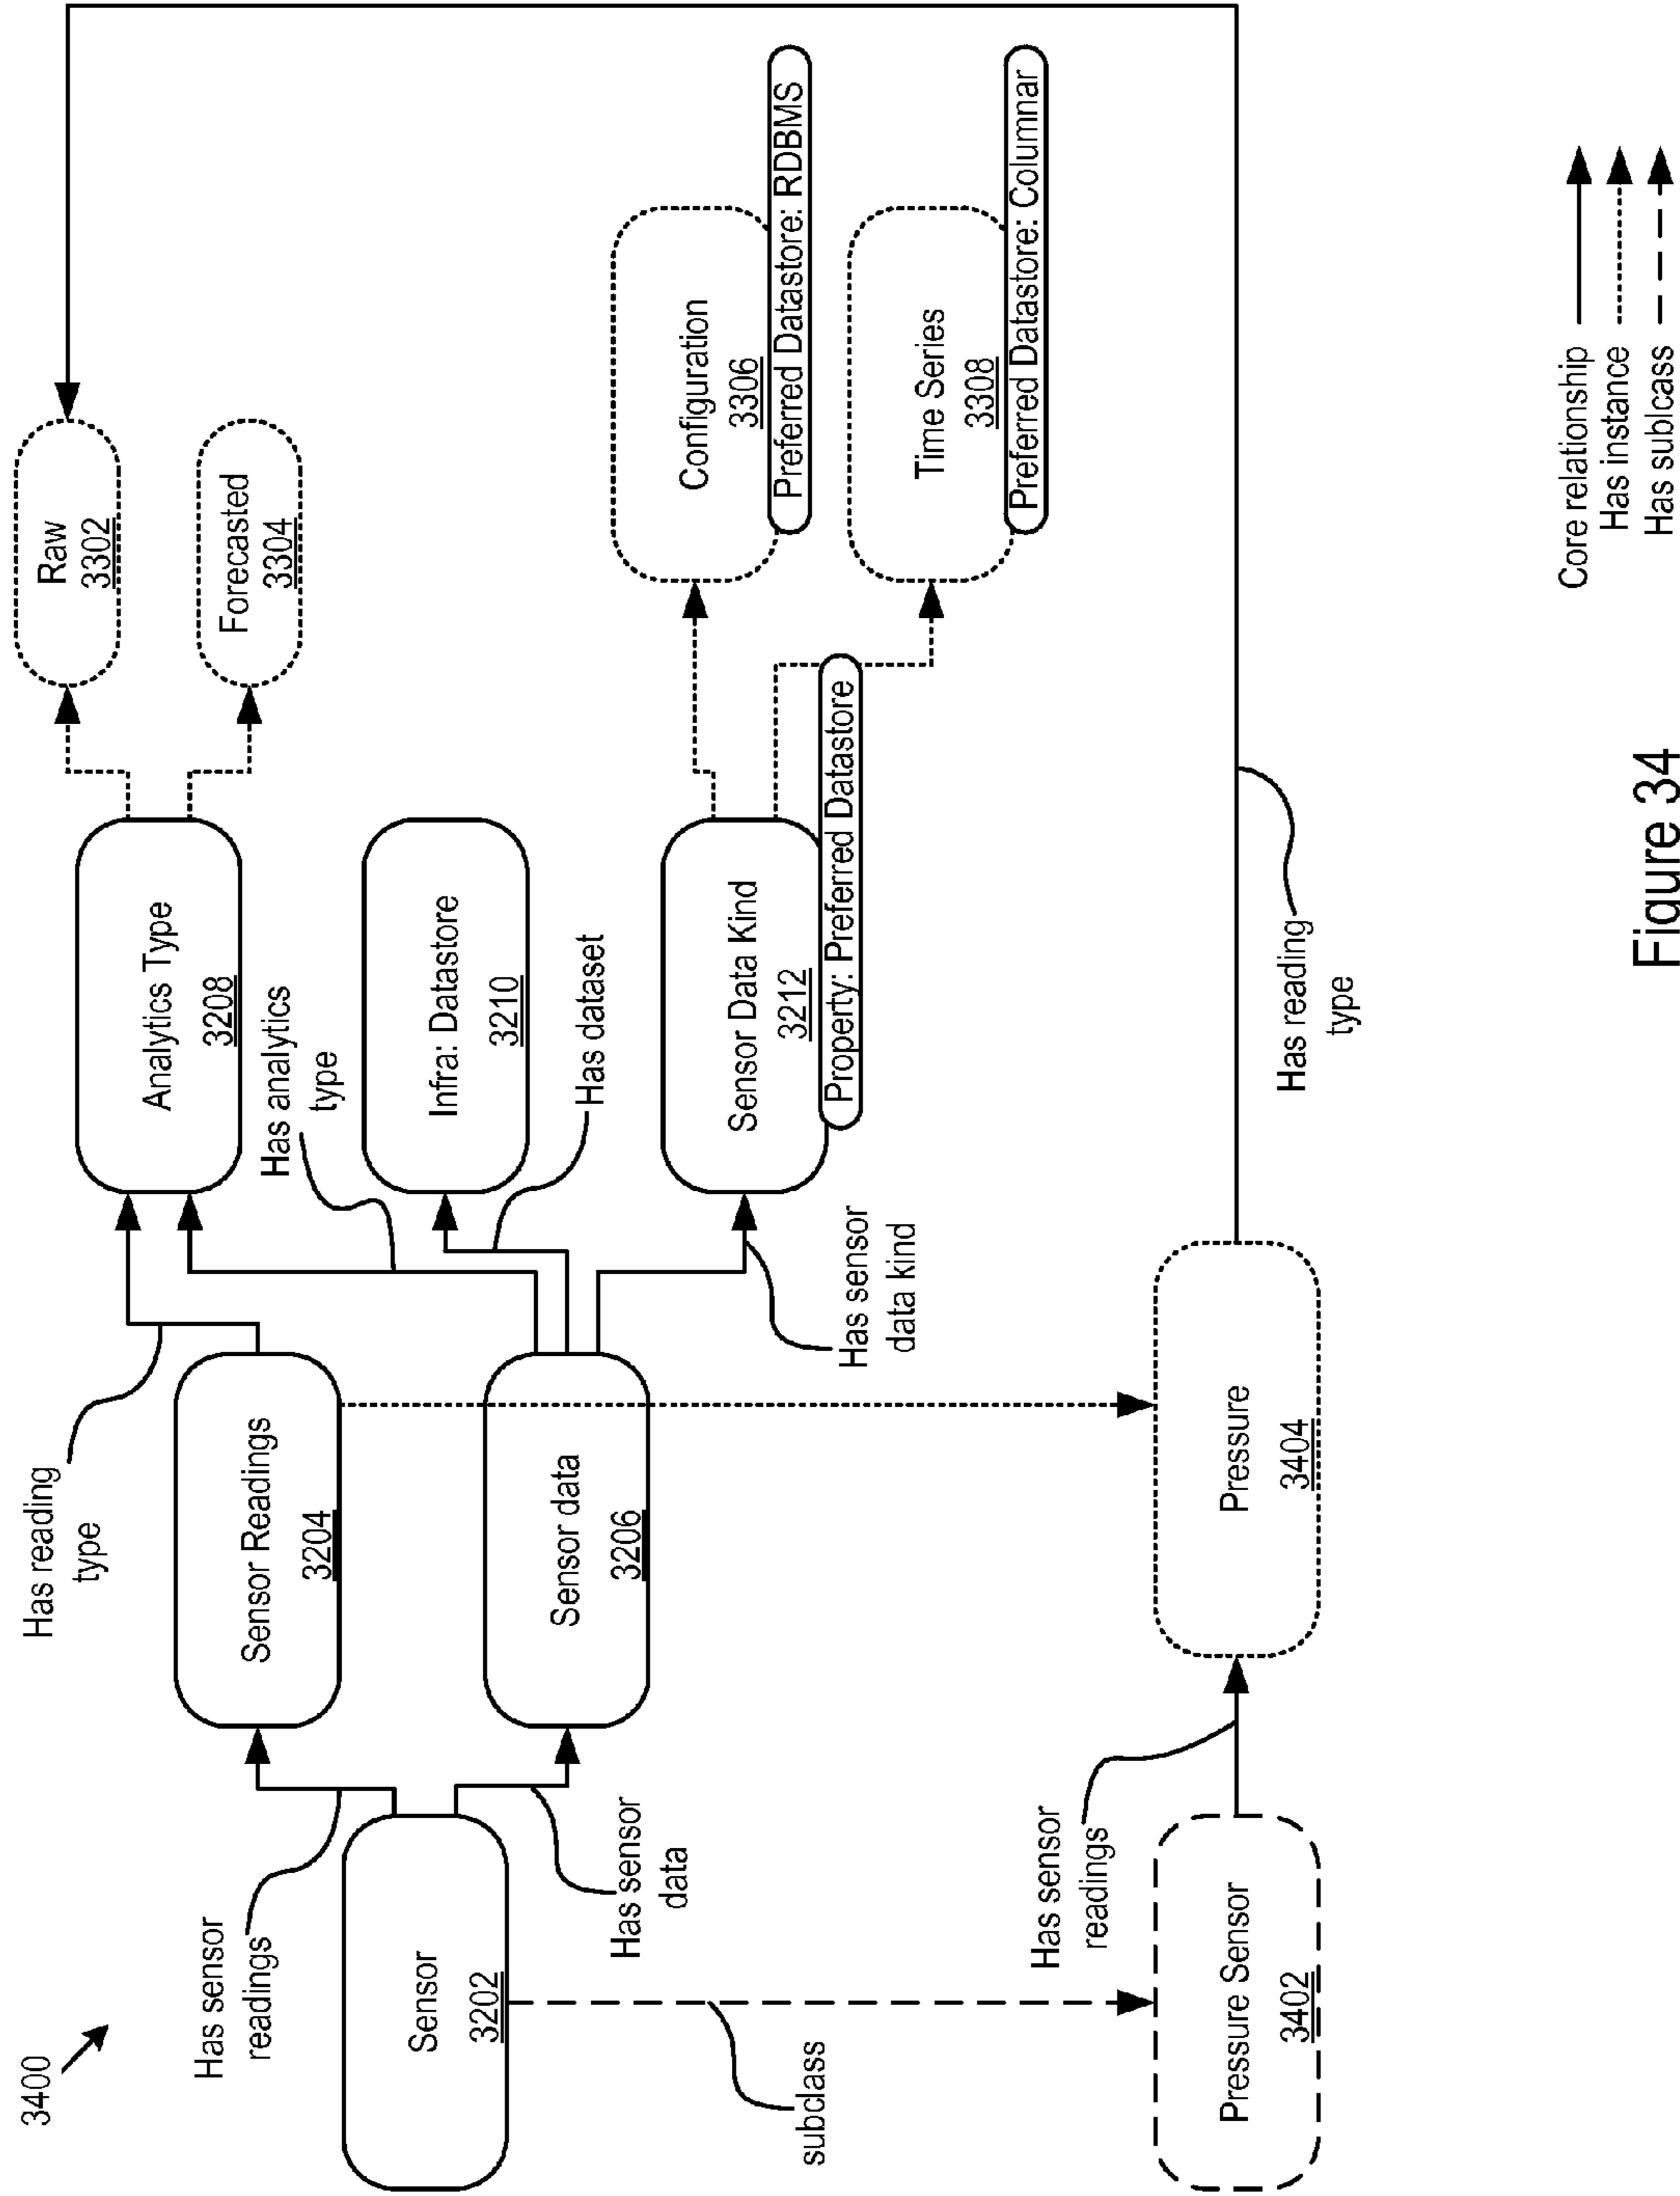 3400
Has reading
type
Has sensor
readings
Sensor Readings
3204
Analytics Type
3208
Raw
3302
Forecasted
3304
Has analytics
type
Sensor
3202
Sensor data
3206
Infra: Datastore
3210
Has dataset
Has sensor
data
Has sensor
data kind
Sensor Data Kind
3212
Property: Preferred Datastore
Configuration
3306
Preferred Datastore: RDBMS
Time Series
3308
Preferred Datastore: Columnar
subclass
Has sensor
readings
Pressure Sensor
3402
Pressure
3404
Has reading
type
Core relationship
Has instance
Has subcass
Figure 34